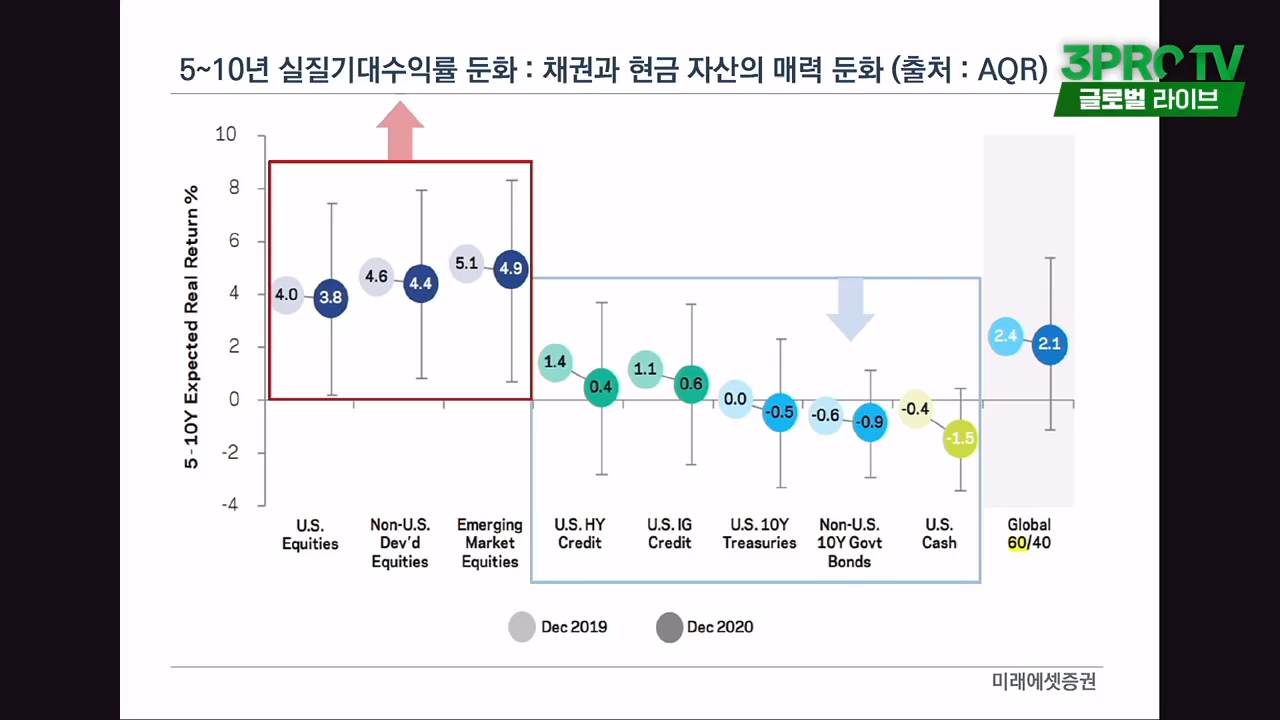 5~10년 실질기대수익률 둔화 : 채권과 현금 자산의 매력 둔화 (출처 : AQR)
3PROTV
글로벌 라이브
5-10Y Expected Real Return %
10
8
6
4
2
0
-2
-4
4.0
3.8
4.6
4.4
5.1
4.9
1.4
0.4
1.1
0.6
0.0
-0.5
-0.6
-0.9
-0.4
-1.5
2.4
2.1
U.S.
Equities
Non-U.S.
Dev'd
Equities
Emerging
Market
Equities
U.S. HY
Credit
U.S. IG
Credit
U.S. 10Y
Treasuries
Non-U.S.
10Y Govt
Bonds
U.S.
Cash
Global
60/40
Dec 2019
Dec 2020
미래에셋증권